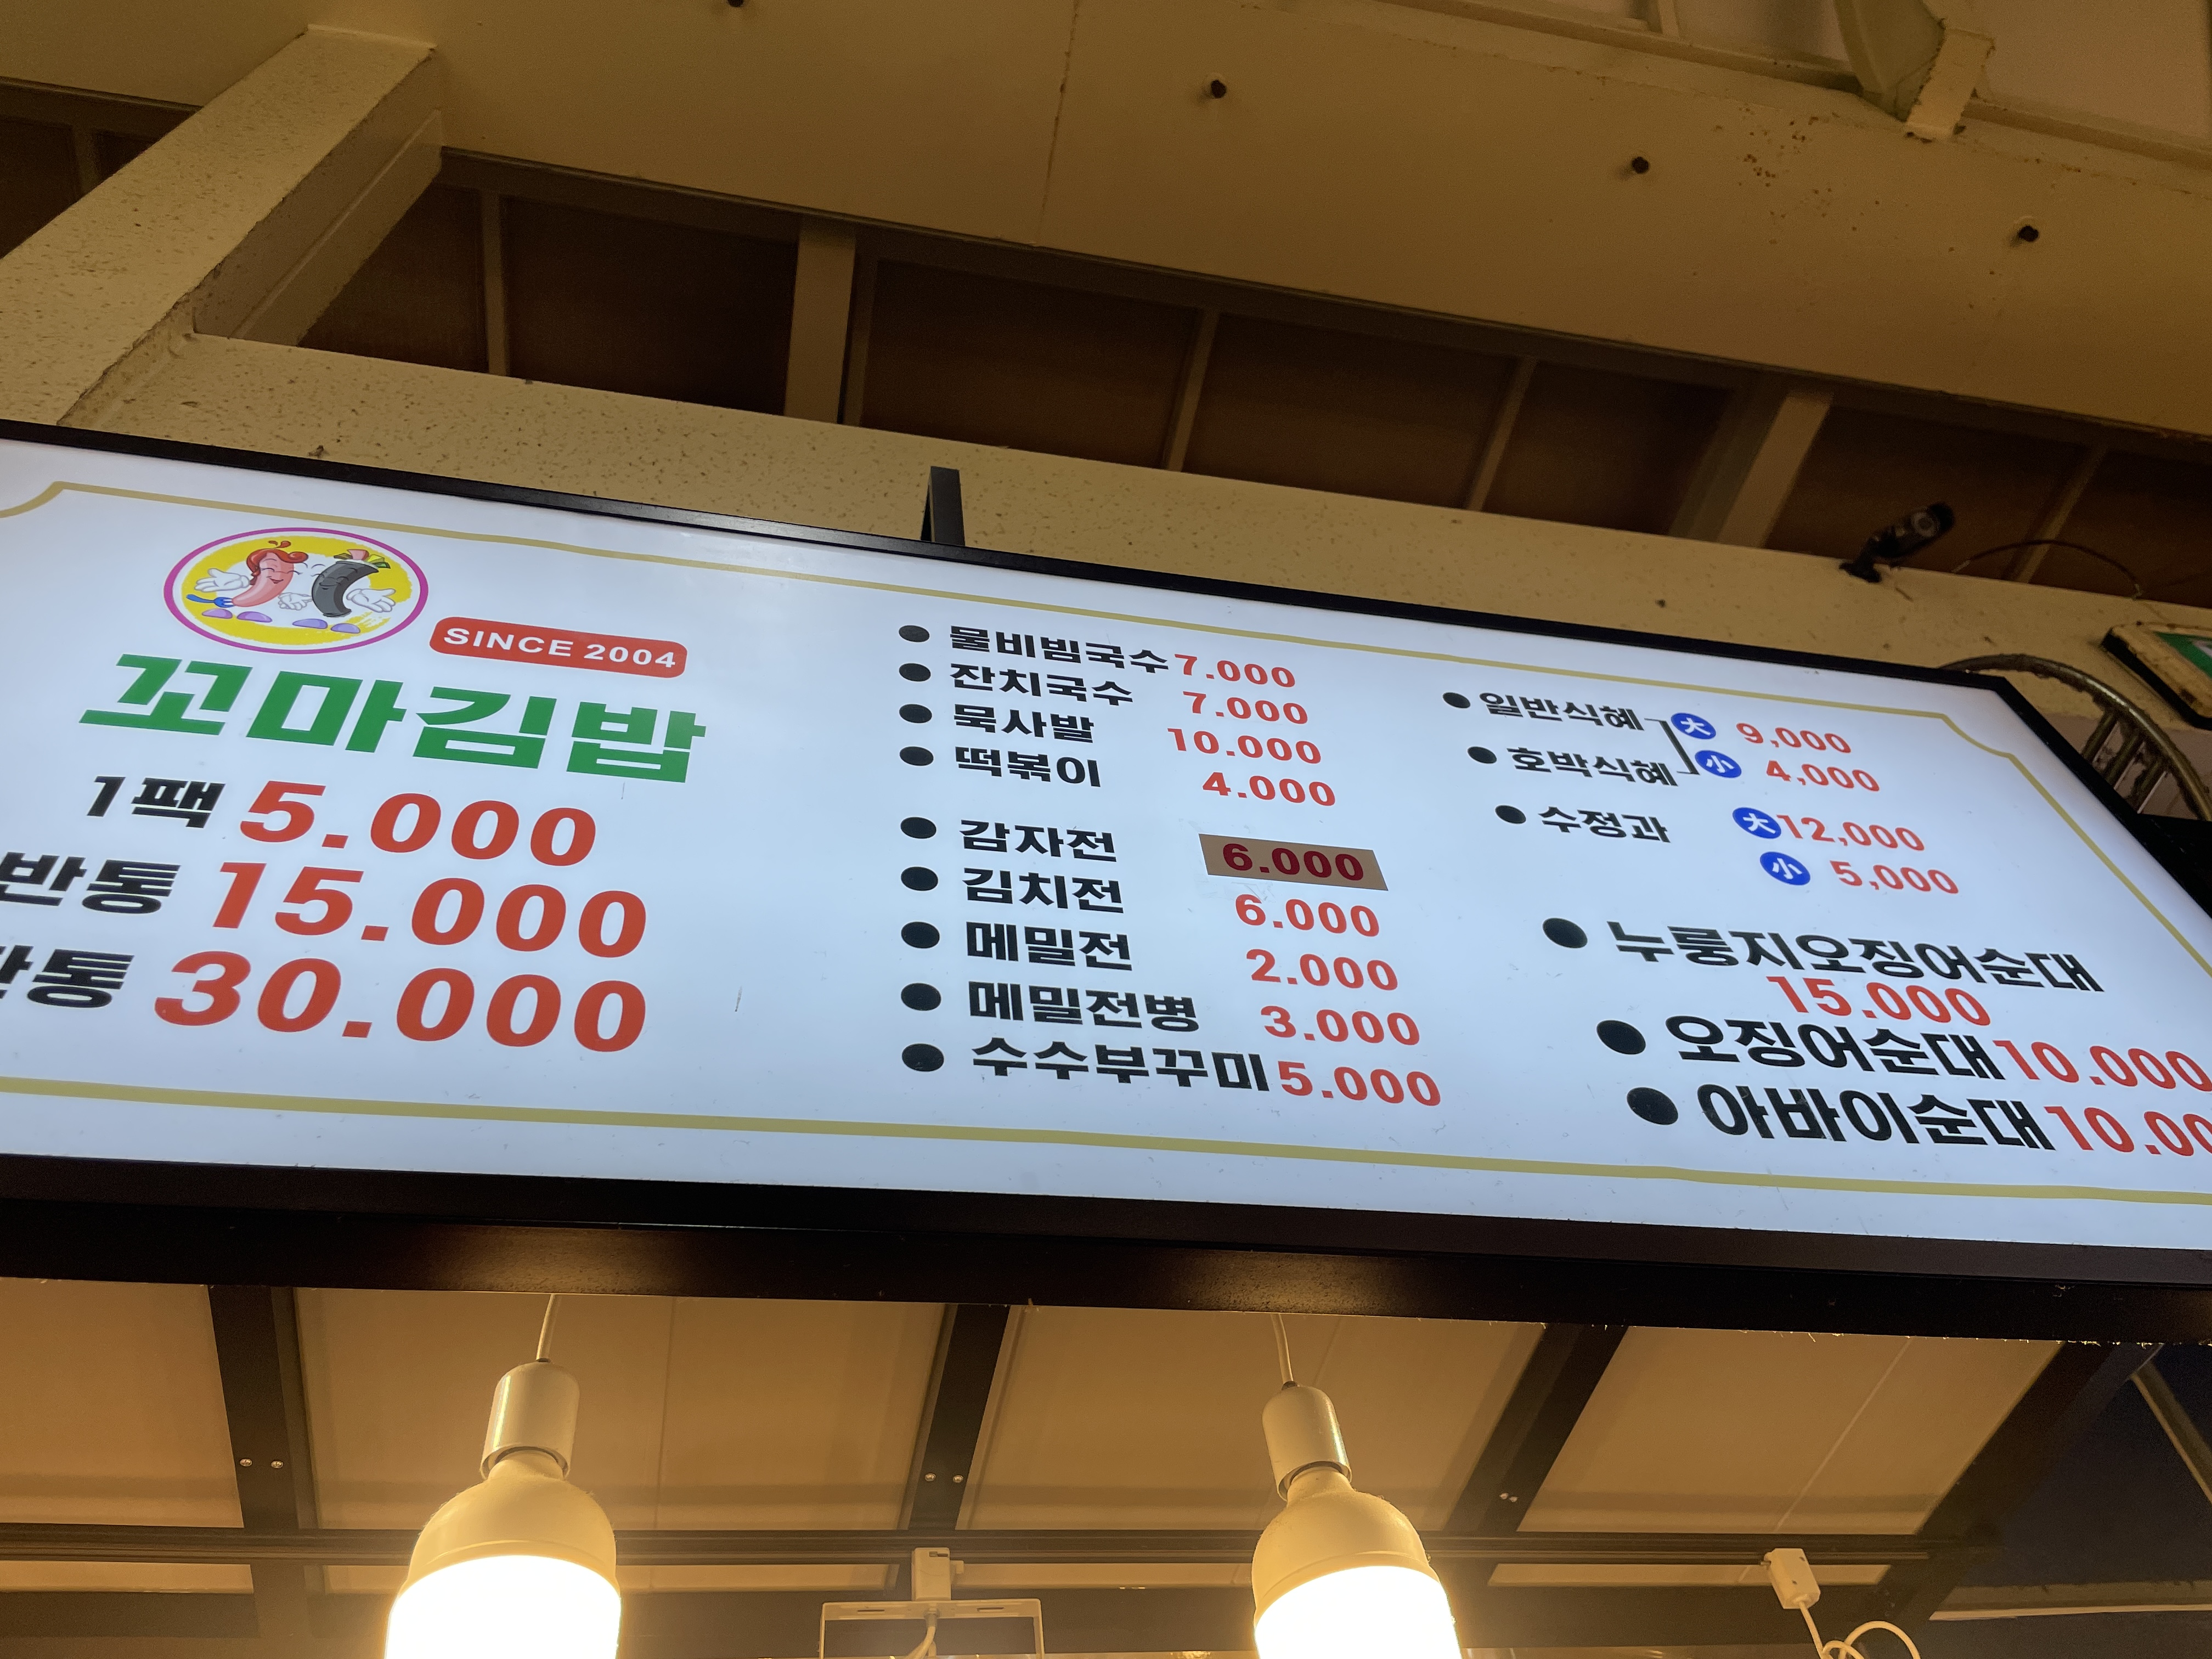 SINCE 2004
꼬마김밥
1팩 5.000
반통 15.000
통 30.000
● 물비빔국수 7.000
● 잔치국수 7.000
● 묵사발 10.000
● 떡볶이 4.000
● 감자전 6.000
● 김치전 6.000
● 메밀전 2.000
● 메밀전병 3.000
● 수수부꾸미 5.000
● 일반식혜 大 9,000
● 호박식혜 小 4,000
● 수정과 大 12,000
小 5,000
● 누룽지오징어순대
15.000
● 오징어순대 10.000
● 아바이순대 10.00